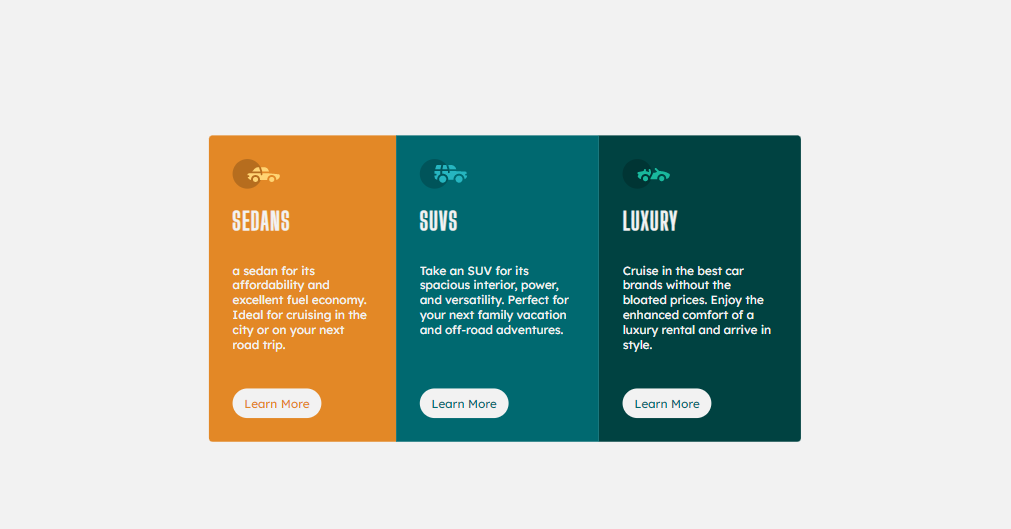 SEDANS
a sedan for its
affordability and
excellent fuel economy.
Ideal for cruising in the
city or on your next
road trip.
Learn More
SUVS
Take an SUV for its
spacious interior, power,
and versatility. Perfect for
your next family vacation
and off-road adventures.
Learn More
LUXURY
Cruise in the best car
brands without the
bloated prices. Enjoy the
enhanced comfort of a
luxury rental and arrive in
style.
Learn More